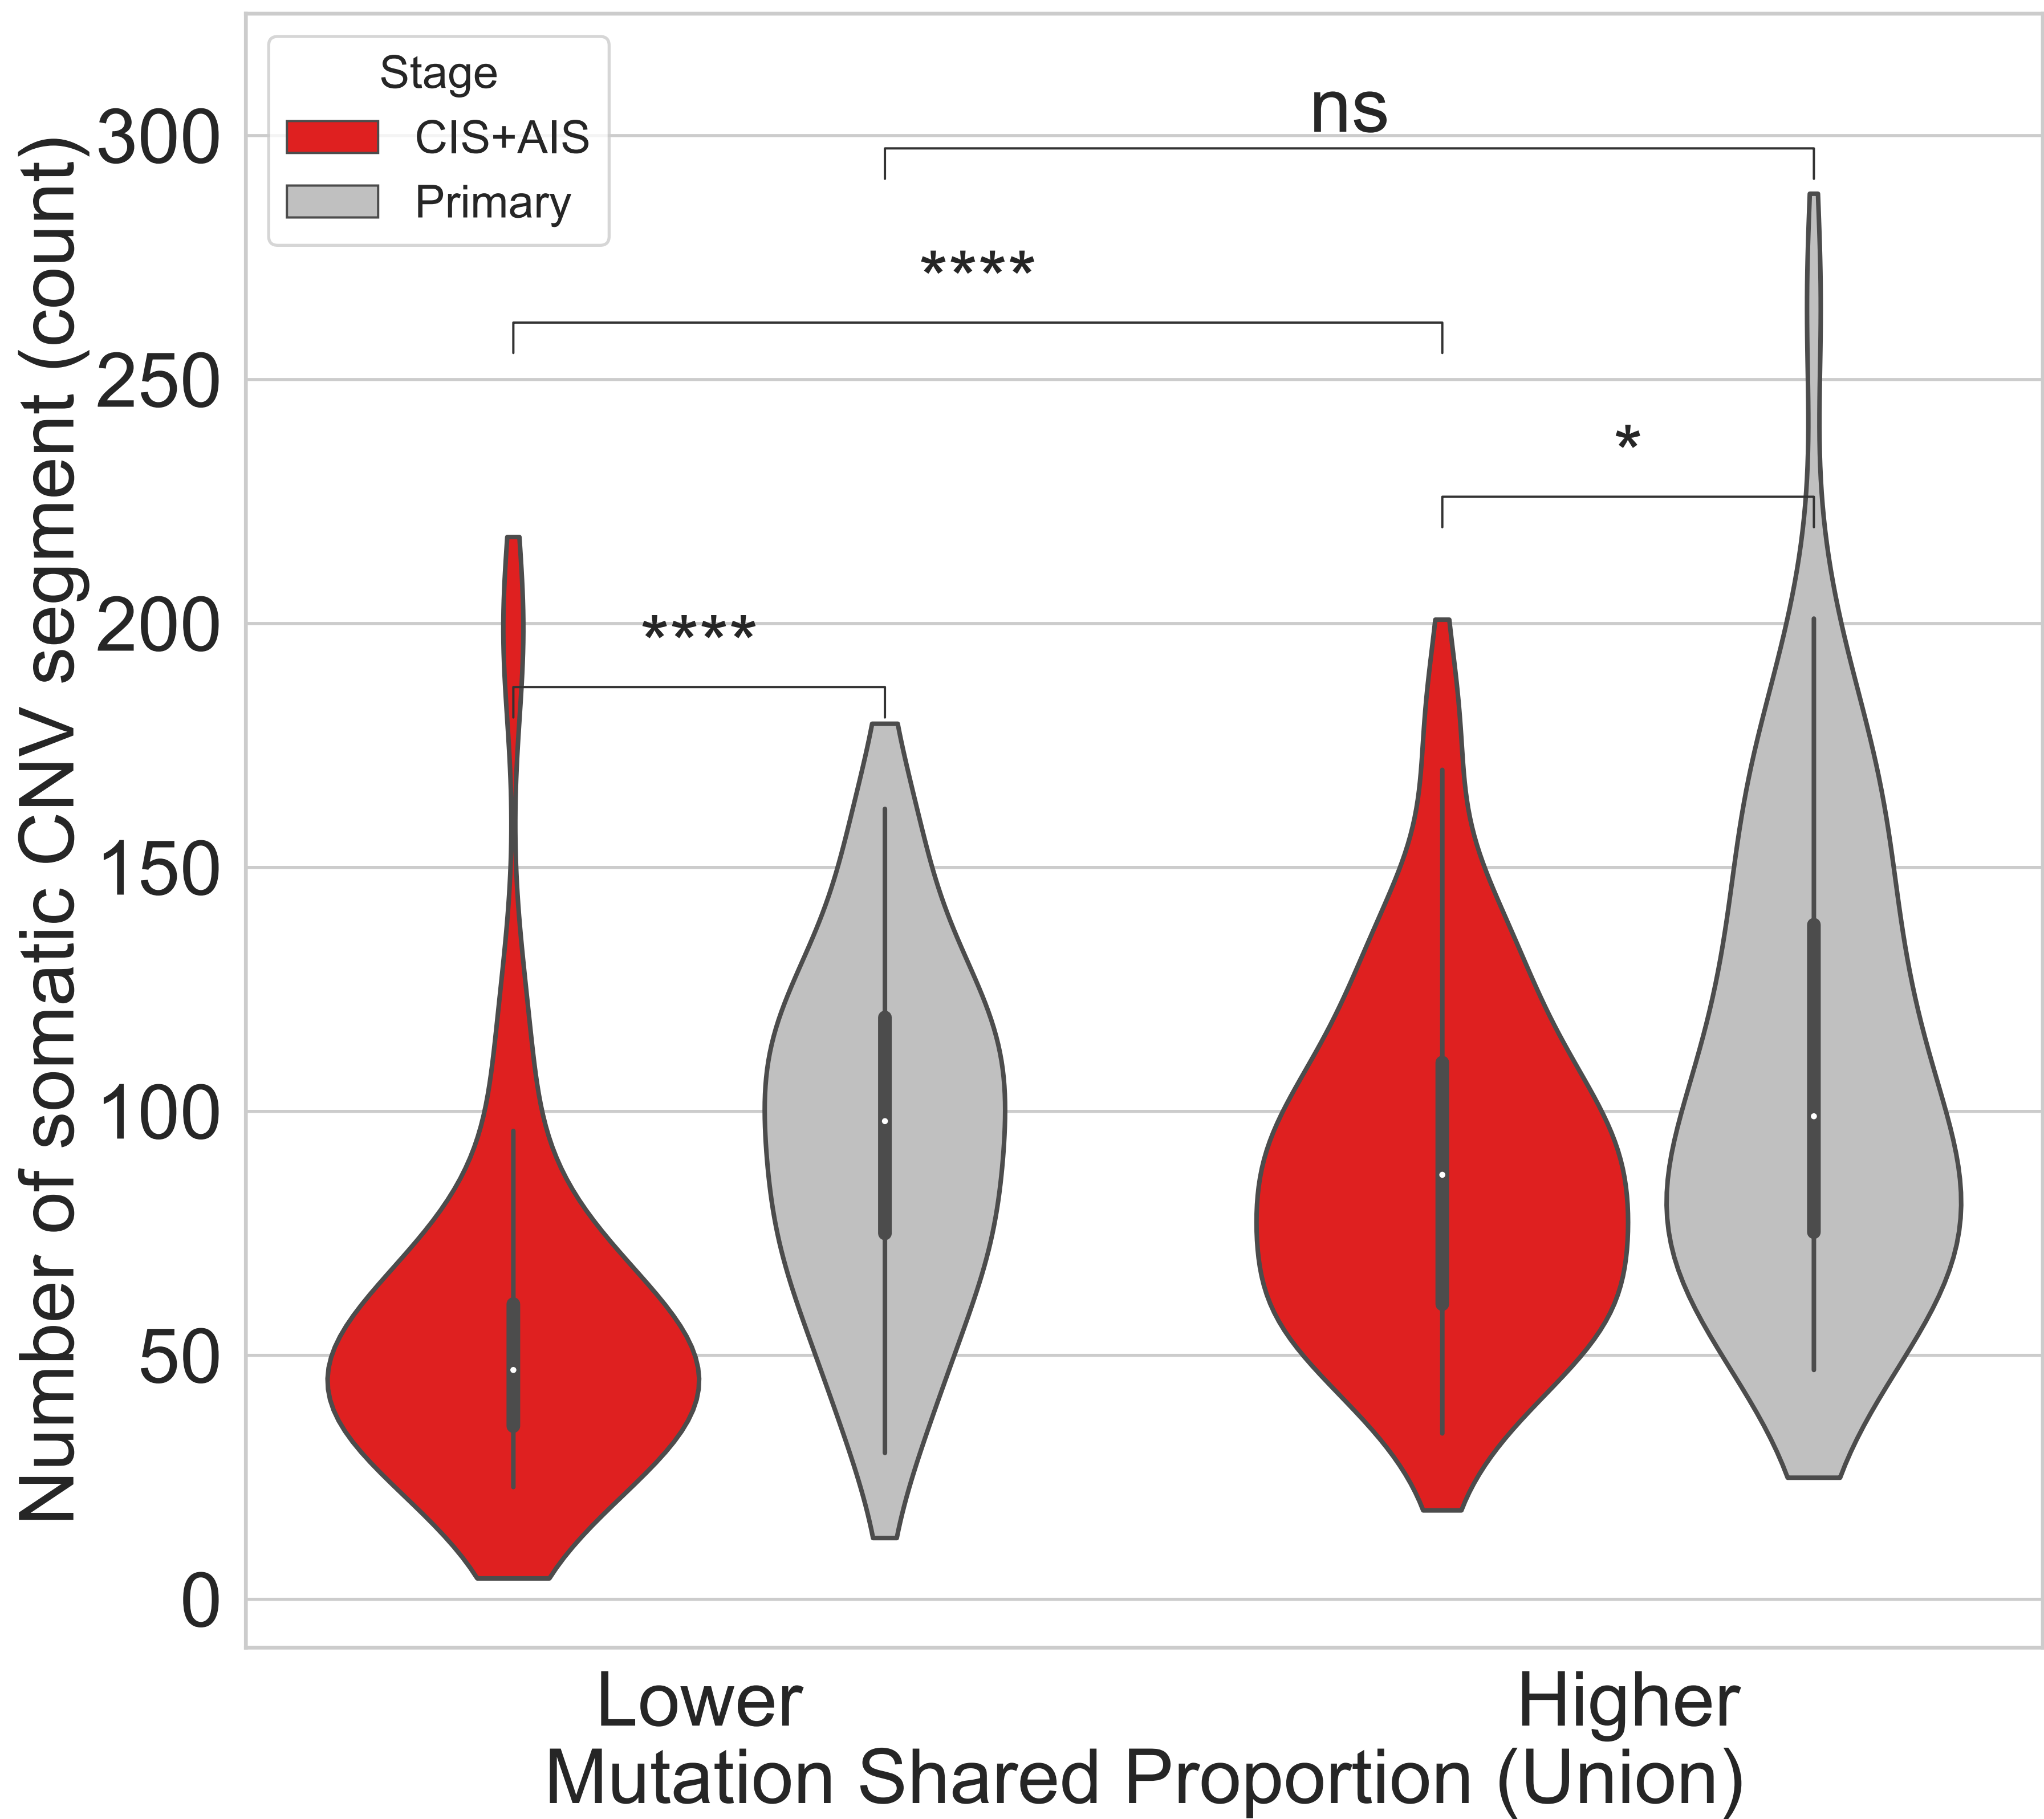 Number of somatic CNV segment (count)
300
250
200
150
100
50
0
Stage
CIS+AIS
Primary
ns
****
*
****
Lower
Higher
Mutation Shared Proportion (Union)